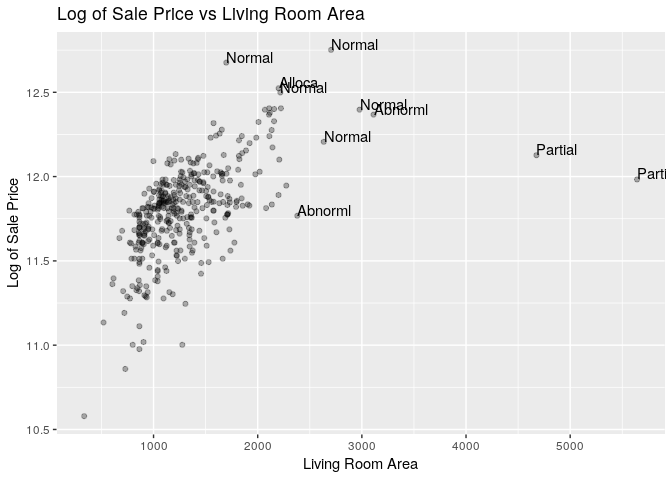 Log of Sale Price vs Living Room Area
Normal
Normal
Alloca
Normal
Normal
Abnorml
Normal
Partial
Parti
Abnorml
12.5
12.0
11.5
11.0
10.5
Log of Sale Price
1000 2000 3000 4000 5000
Living Room Area